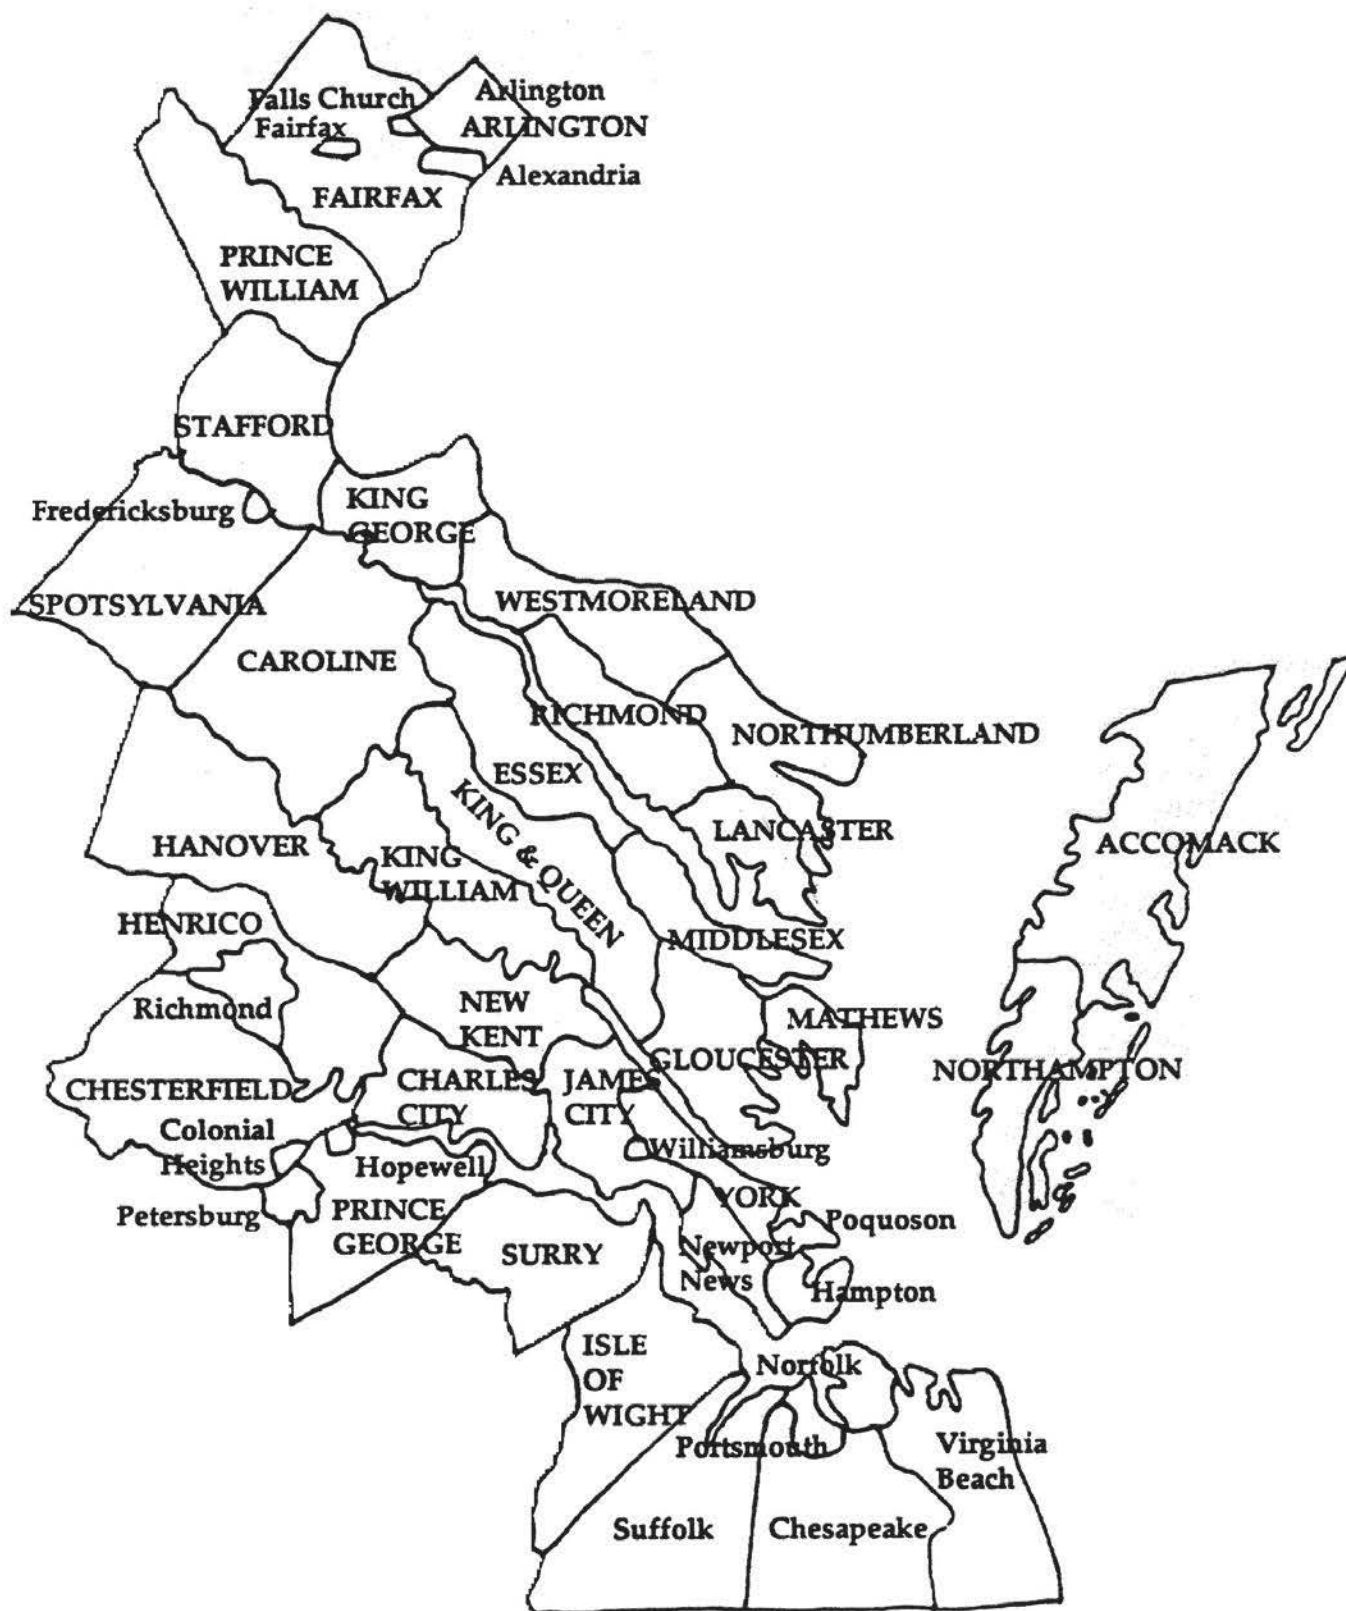 Falls Church
Arlington
Fairfax
ARLINGTON
Alexandria
FAIRFAX
PRINCE
WILLIAM
STAFFORD
KING
GEORGE
Fredericksburg
SPOTSYLVANIA
WESTMORELAND
CAROLINE
RICHMOND
NORTHUMBERLAND
ESSEX
KING & QUEEN
LANCASTER
ACCOMACK
HANOVER
KING
WILLIAM
HENRICO
MIDDLESEX
Richmond
NEW
KENT
MATHEWS
GLOUCESTER
NORTHAMPTON
CHESTERFIELD
CHARLES
CITY
JAMES
CITY
Colonial
Heights
Hopewell
Williamsburg
Petersburg
PRINCE
GEORGE
YORK
Poquoson
SURRY
Newport
News
Hampton
ISLE
OF
WIGHT
Norfolk
Portsmouth
Virginia
Beach
Suffolk
Chesapeake